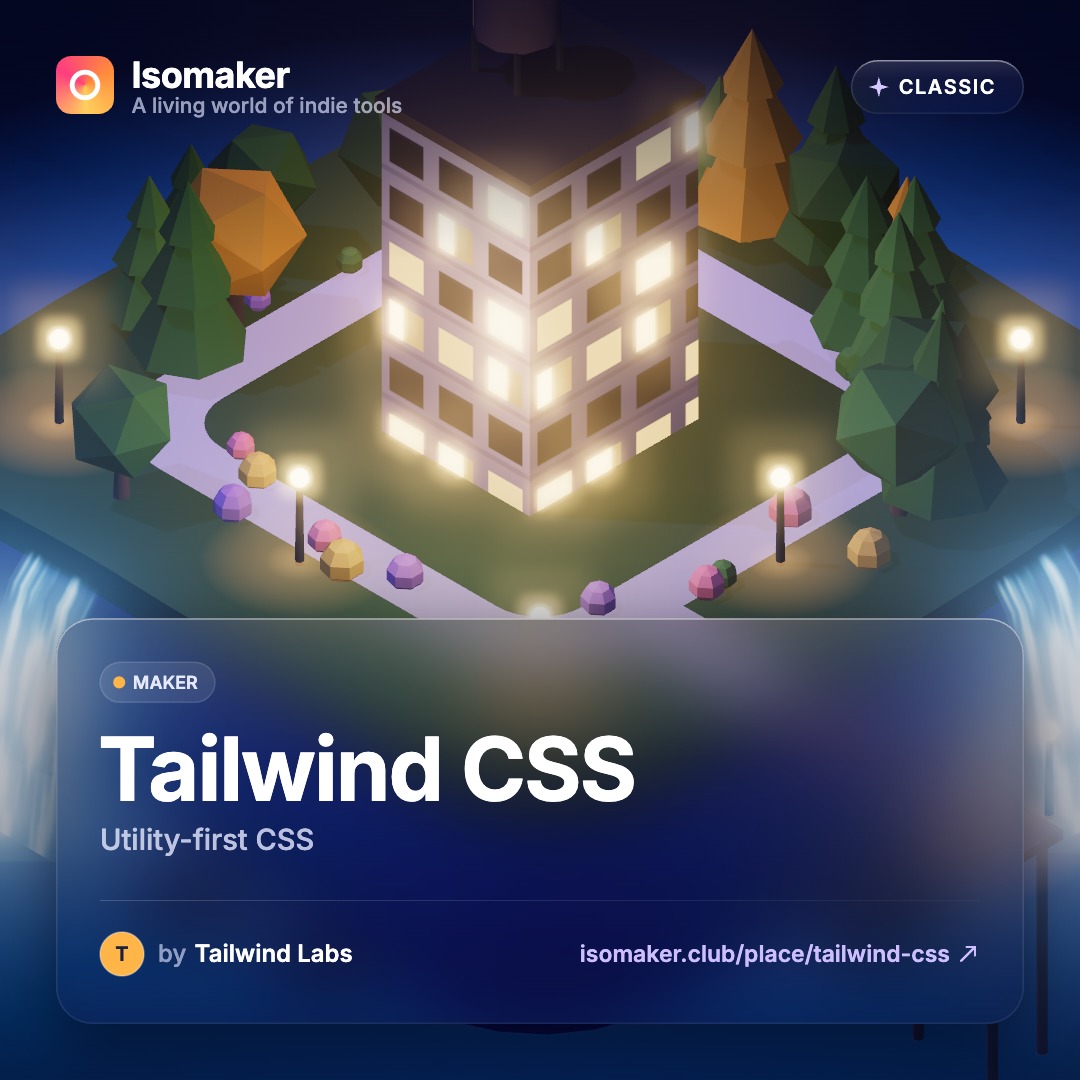 Isomaker
A living world of indie tools
CLASSIC
MAKER
Tailwind CSS
Utility-first CSS
T by Tailwind Labs
isomaker.club/place/tailwind-css ↗